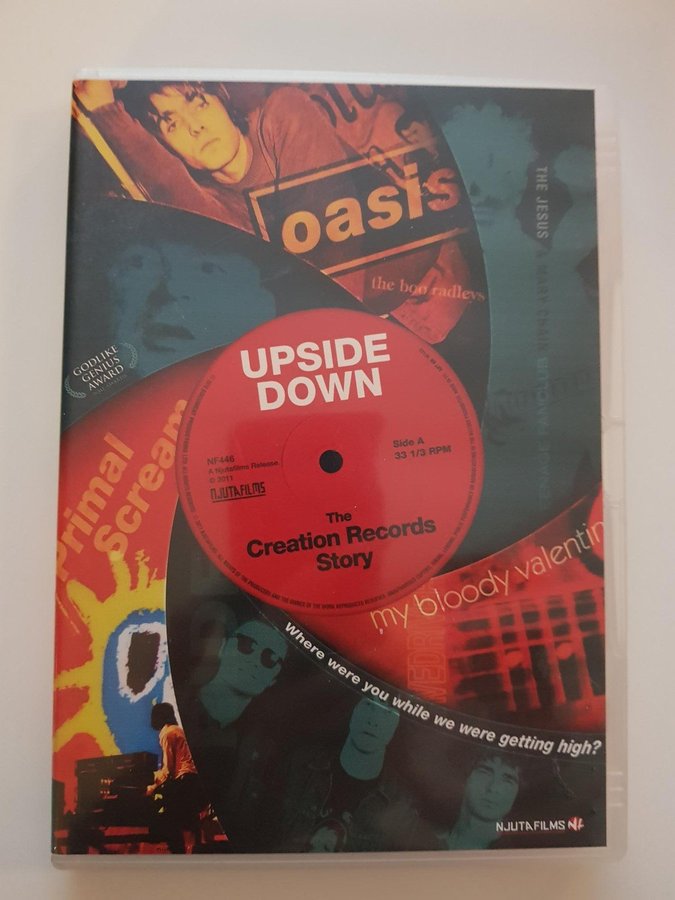 oasis
the boo radleys
THE JESUS
GODLIKE
GENIUS
AWARD
UPSIDE
DOWN
Primal
Scream
NF446
A Njutafilms Release
© 2011
NJUTAFILMS
Side A
33 1/3 RPM
The
Creation Records
Story
my bloody valentin
Where were you while we were getting high?
NJUTAFILMS